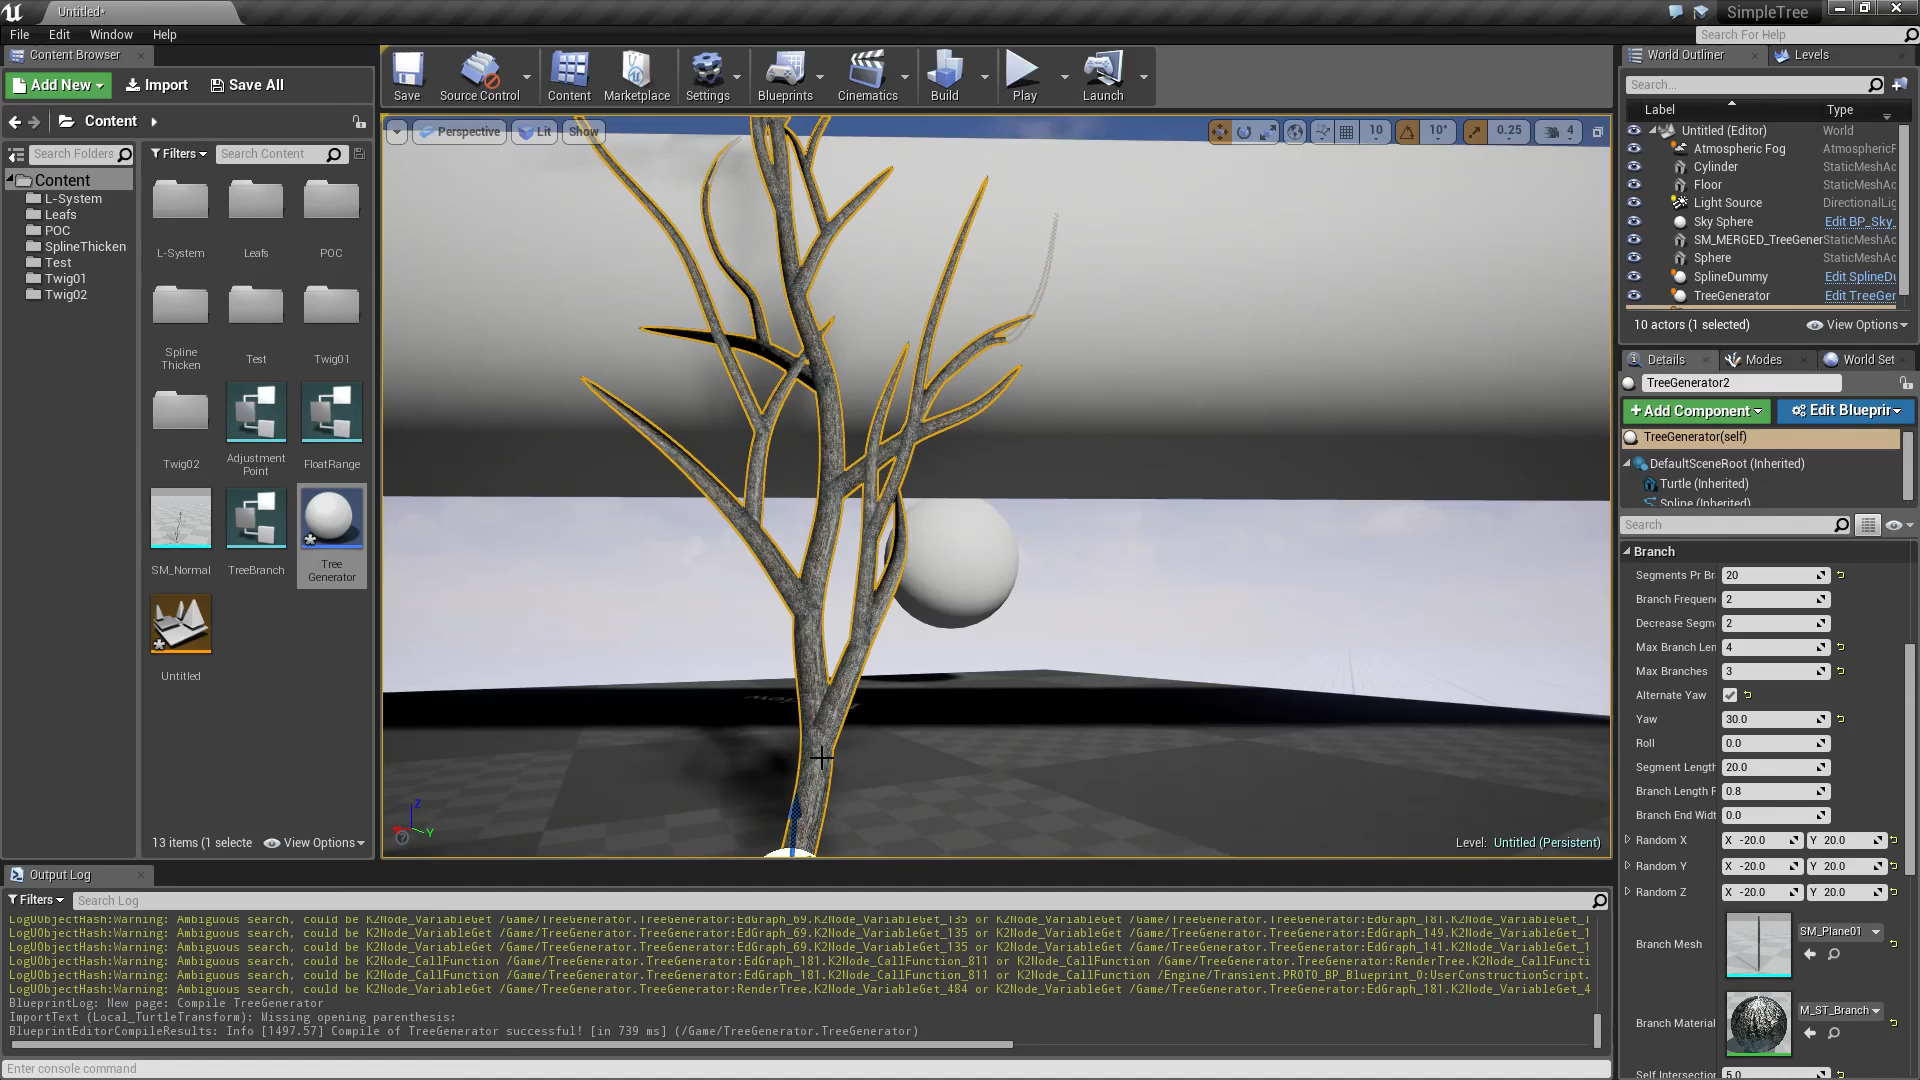 Untitled*
SimpleTree
File Edit Window Help
Search For Help
Content Browser
Add New
Import
Save All
Content
Search Folders
Filters
Search Content
Content
L-System
Leafs
POC
SplineThicken
Test
Twig01
Twig02
L-System
Leafs
POC
Spline
Thicken
Test
Twig01
Twig02
Adjustment
Point
FloatRange
SM_Normal
TreeBranch
Tree
Generator
Untitled
13 items (1 selecte
View Options
Save
Source Control
Content
Marketplace
Settings
Blueprints
Cinematics
Build
Play
Launch
Perspective
Lit
Show
10
10°
0.25
4
Z
Y
Level: Untitled (Persistent)
World Outliner
Levels
Search...
Label Type
Untitled (Editor) World
Atmospheric Fog AtmosphericF
Cylinder StaticMeshAc
Floor StaticMeshAc
Light Source DirectionalLig
Sky Sphere Edit BP_Sky_
SM_MERGED_TreeGener StaticMeshAc
Sphere StaticMeshAc
SplineDummy Edit SplineDu
TreeGenerator Edit TreeGer
10 actors (1 selected)
View Options
Details
Modes
World Set
TreeGenerator2
+Add Component
Edit Blueprir
TreeGenerator(self)
DefaultSceneRoot (Inherited)
Turtle (Inherited)
Spline (Inherited)
Search
Branch
Segments Pr Br 20
Branch Frequen 2
Decrease Segm 2
Max Branch Len 4
Max Branches 3
Alternate Yaw
Yaw 30.0
Roll 0.0
Segment Length 20.0
Branch Length F 0.8
Branch End Widt 0.0
Random X X -20.0 Y 20.0
Random Y X -20.0 Y 20.0
Random Z X -20.0 Y 20.0
Branch Mesh SM_Plane01
Branch Material M_ST_Branch
Self Intersection 5.0
Output Log
Filters
Search Log
LogUObjectHash:Warning: Ambiguous search, could be K2Node_VariableGet /Game/TreeGenerator.TreeGenerator:EdGraph_69.K2Node_VariableGet_135 or K2Node_VariableGet /Game/TreeGenerator.TreeGenerator:EdGraph_181.K2Node_VariableGet_1
LogUObjectHash:Warning: Ambiguous search, could be K2Node_VariableGet /Game/TreeGenerator.TreeGenerator:EdGraph_69.K2Node_VariableGet_135 or K2Node_VariableGet /Game/TreeGenerator.TreeGenerator:EdGraph_149.K2Node_VariableGet_1
LogUObjectHash:Warning: Ambiguous search, could be K2Node_VariableGet /Game/TreeGenerator.TreeGenerator:EdGraph_69.K2Node_VariableGet_135 or K2Node_VariableGet /Game/TreeGenerator.TreeGenerator:EdGraph_141.K2Node_VariableGet_1
LogUObjectHash:Warning: Ambiguous search, could be K2Node_CallFunction /Game/TreeGenerator.TreeGenerator:EdGraph_181.K2Node_CallFunction_811 or K2Node_CallFunction /Game/TreeGenerator.TreeGenerator:RenderTree.K2Node_CallFuncti
LogUObjectHash:Warning: Ambiguous search, could be K2Node_CallFunction /Game/TreeGenerator.TreeGenerator:EdGraph_181.K2Node_CallFunction_811 or K2Node_CallFunction /Engine/Transient.PROTO_BP_Blueprint_0:UserConstructionScript.
LogUObjectHash:Warning: Ambiguous search, could be K2Node_VariableGet /Game/TreeGenerator.TreeGenerator:RenderTree.K2Node_VariableGet_484 or K2Node_VariableGet /Game/TreeGenerator.TreeGenerator:EdGraph_181.K2Node_VariableGet_4
BlueprintLog: New page: Compile TreeGenerator
ImportText (Local_TurtleTransform): Missing opening parenthesis:
BlueprintEditorCompileResults: Info [1497.57] Compile of TreeGenerator successful! [in 739 ms] (/Game/TreeGenerator.TreeGenerator)
Enter console command